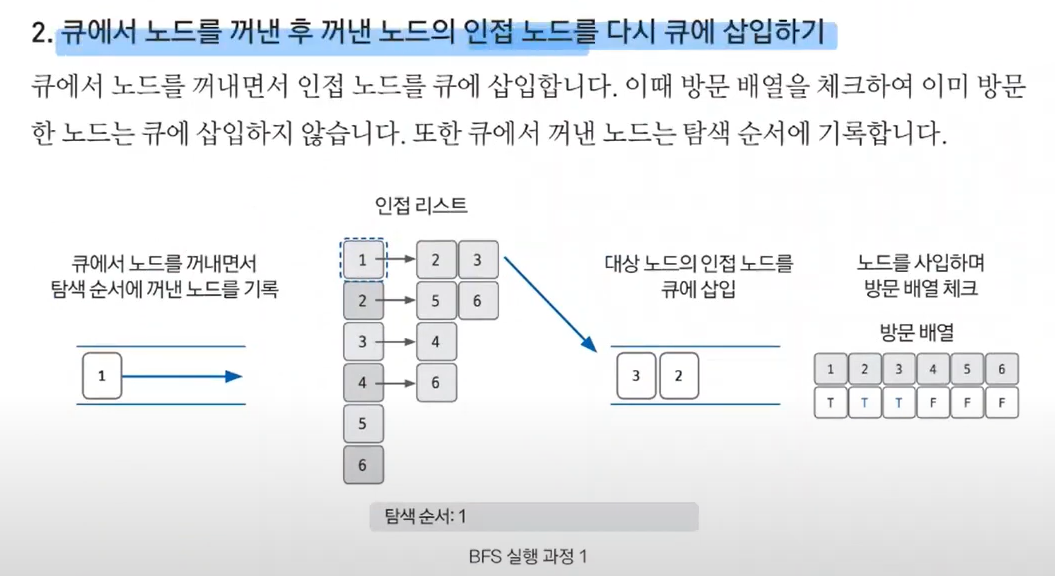 2. 큐에서 노드를 꺼낸 후 꺼낸 노드의 인접 노드를 다시 큐에 삽입하기
큐에서 노드를 꺼내면서 인접 노드를 큐에 삽입합니다. 이때 방문 배열을 체크하여 이미 방문
한 노드는 큐에 삽입하지 않습니다. 또한 큐에서 꺼낸 노드는 탐색 순서에 기록합니다.
인접 리스트
큐에서 노드를 꺼내면서
탐색 순서에 꺼낸 노드를 기록
1
1 2 3
2 5 6
3 4
4 6
5
6
대상 노드의 인접 노드를
큐에 삽입
3 2
노드를 사입하며
방문 배열 체크
방문 배열
1 2 3 4 5 6
T T T F F F
탐색 순서: 1
BFS 실행 과정 1